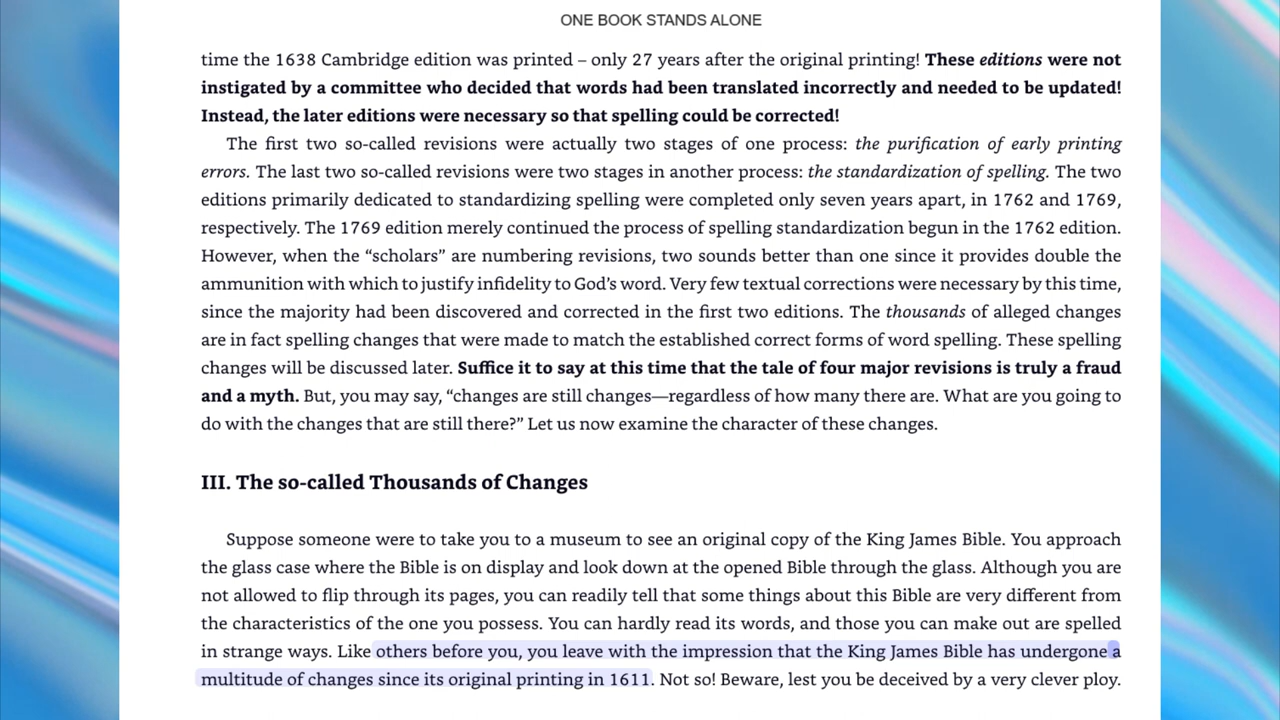 ONE BOOK STANDS ALONE
time the 1638 Cambridge edition was printed – only 27 years after the original printing! These editions were not
instigated by a committee who decided that words had been translated incorrectly and needed to be updated!
Instead, the later editions were necessary so that spelling could be corrected!
The first two so-called revisions were actually two stages of one process: the purification of early printing
errors. The last two so-called revisions were two stages in another process: the standardization of spelling. The two
editions primarily dedicated to standardizing spelling were completed only seven years apart, in 1762 and 1769,
respectively. The 1769 edition merely continued the process of spelling standardization begun in the 1762 edition.
However, when the “scholars” are numbering revisions, two sounds better than one since it provides double the
ammunition with which to justify infidelity to God’s word. Very few textual corrections were necessary by this time,
since the majority had been discovered and corrected in the first two editions. The thousands of alleged changes
are in fact spelling changes that were made to match the established correct forms of word spelling. These spelling
changes will be discussed later. Suffice it to say at this time that the tale of four major revisions is truly a fraud
and a myth. But, you may say, “changes are still changes—regardless of how many there are. What are you going to
do with the changes that are still there?” Let us now examine the character of these changes.
III. The so-called Thousands of Changes
Suppose someone were to take you to a museum to see an original copy of the King James Bible. You approach
the glass case where the Bible is on display and look down at the opened Bible through the glass. Although you are
not allowed to flip through its pages, you can readily tell that some things about this Bible are very different from
the characteristics of the one you possess. You can hardly read its words, and those you can make out are spelled
in strange ways. Like others before you, you leave with the impression that the King James Bible has undergone a
multitude of changes since its original printing in 1611. Not so! Beware, lest you be deceived by a very clever ploy.